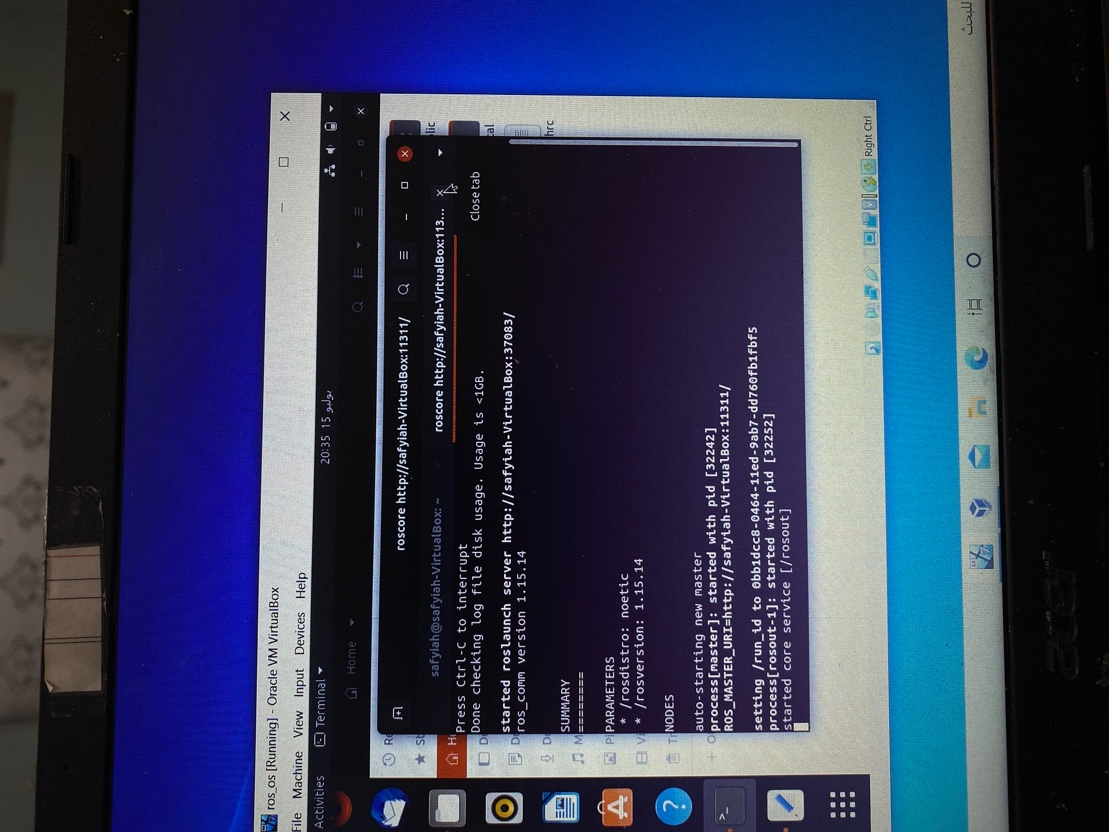 ros_os [Running] - Oracle VM VirtualBox
File Machine View Input Devices Help
Activities
Terminal
20:35 15 يوليو
Home
roscore http://safyiah-VirtualBox:11311/
safyiah@safyiah-VirtualBox: ~
roscore http://safyiah-VirtualBox:113...
Close tab
Press Ctrl-C to interrupt
Done checking log file disk usage. Usage is <1GB.
started roslaunch server http://safyiah-VirtualBox:37083/
ros_comm version 1.15.14
SUMMARY
========
PARAMETERS
* /rosdistro: noetic
* /rosversion: 1.15.14
NODES
auto-starting new master
process[master]: started with pid [32242]
ROS_MASTER_URI=http://safyiah-VirtualBox:11311/
setting /run_id to 0bb1dcc8-0464-11ed-9ab7-dd760fb1fbf5
process[rosout-1]: started with pid [32252]
started core service [/rosout]
Right Ctrl
acer